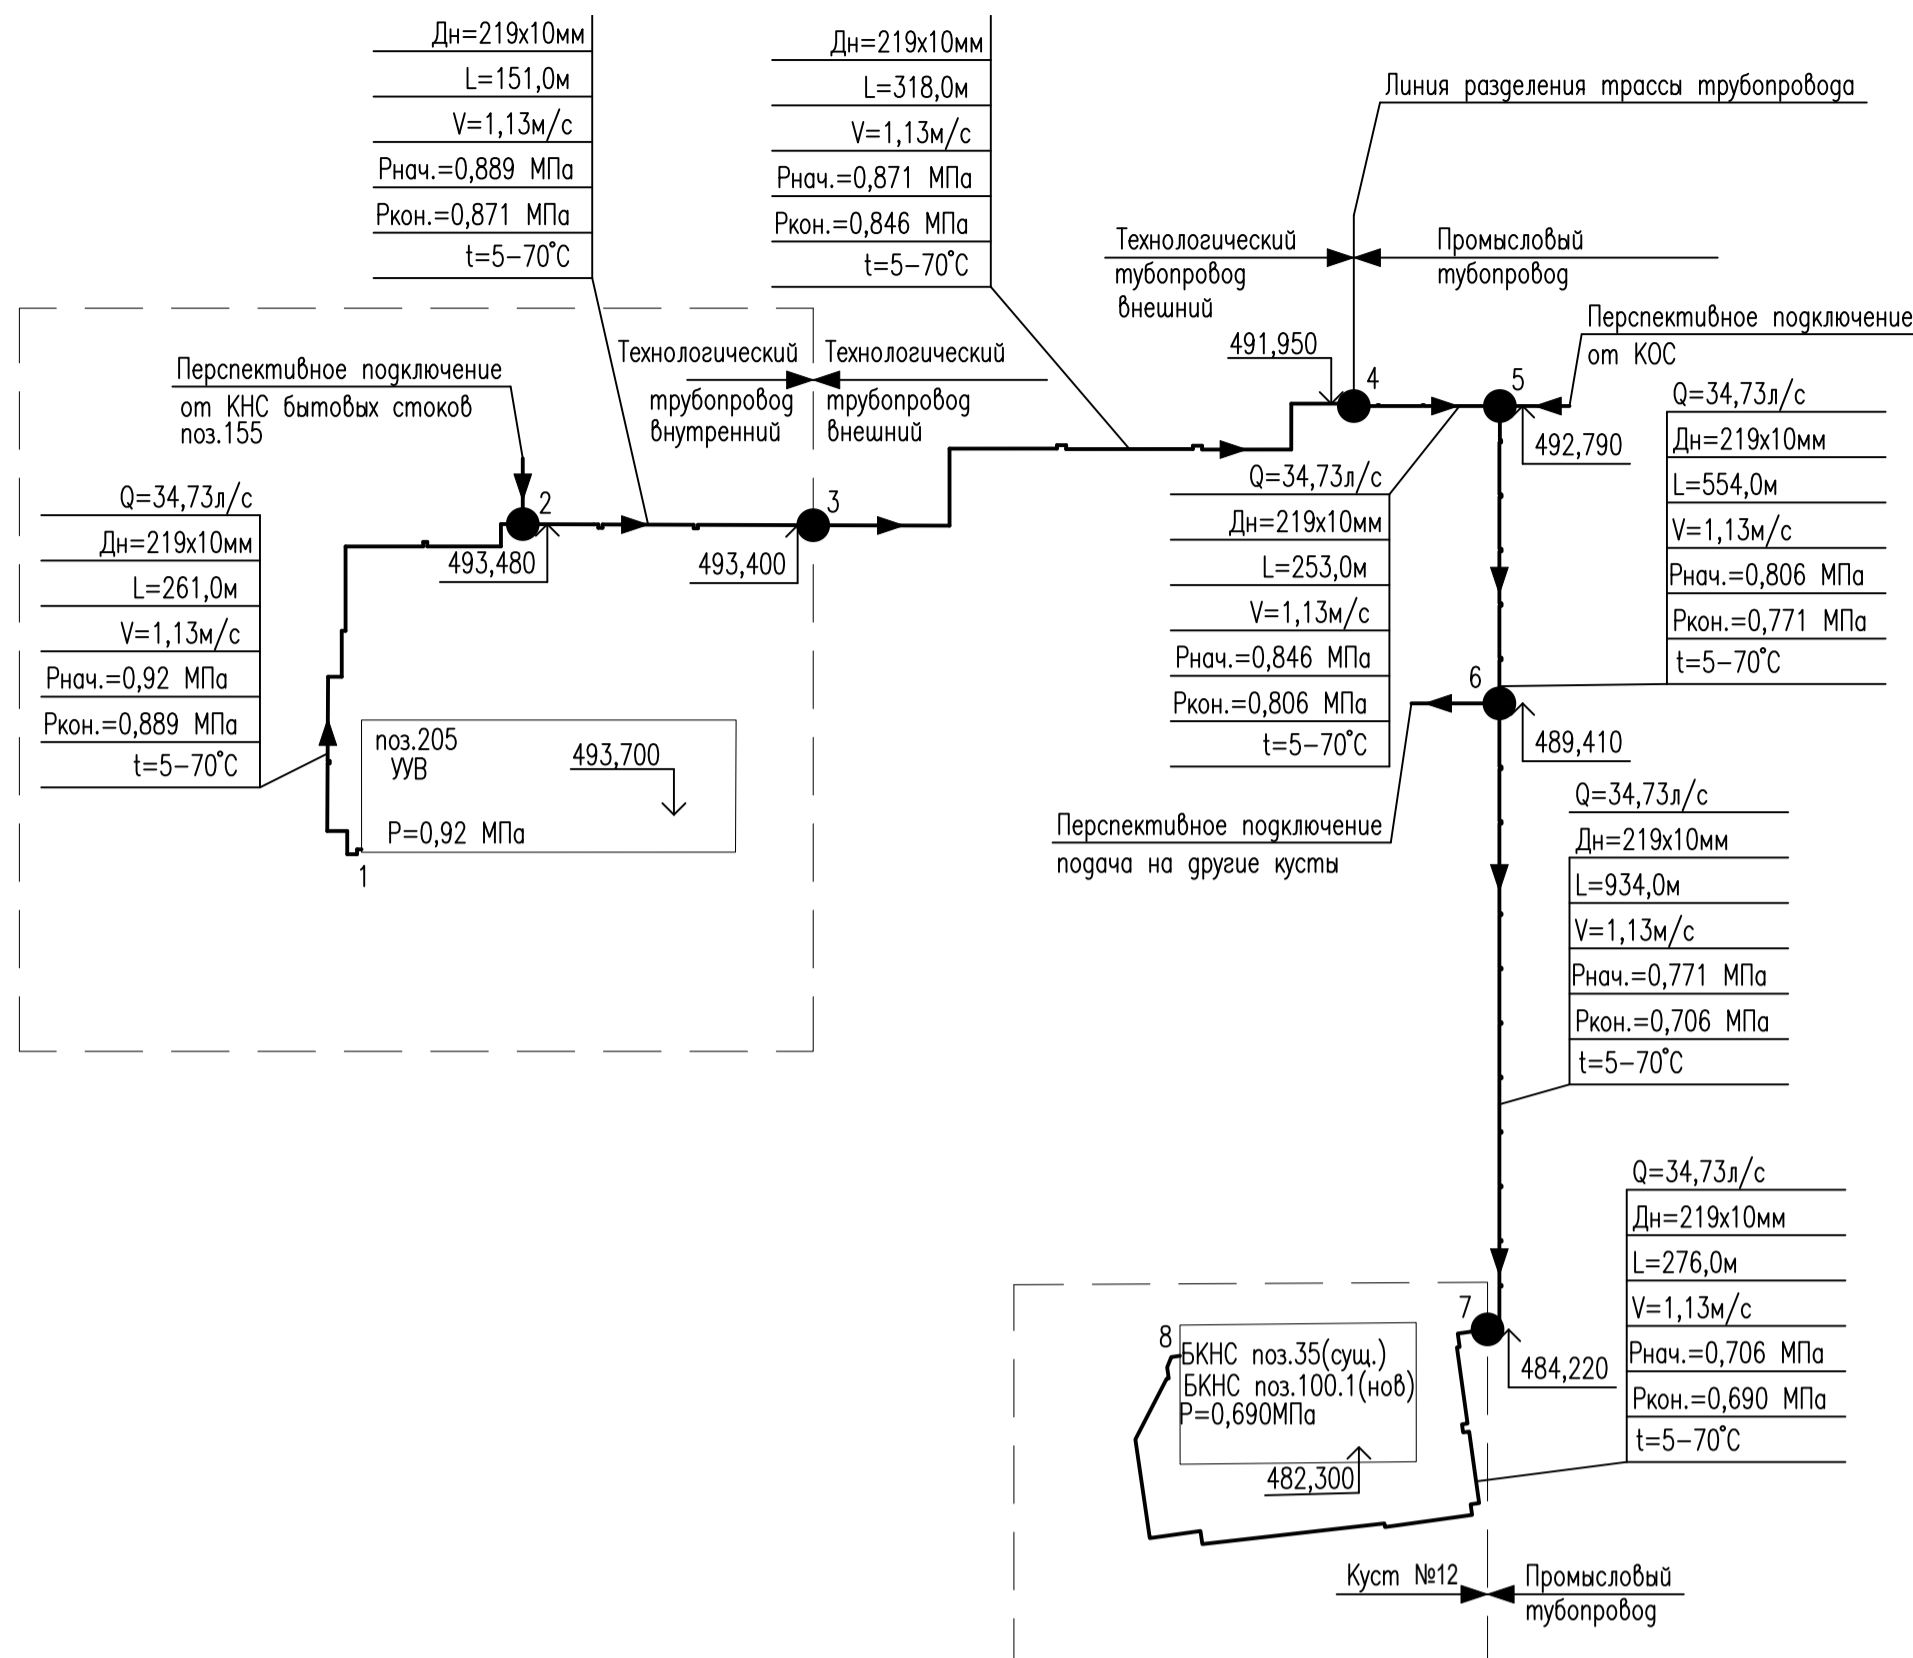 Дн=219х10мм
L=151,0м
V=1,13м/с
Рнач.=0,889 МПа
Ркон.=0,871 МПа
t=5-70°С
Дн=219х10мм
L=318,0м
V=1,13м/с
Рнач.=0,871 МПа
Ркон.=0,846 МПа
t=5-70°С
Линия разделения трассы трубопровода
Технологический
тубопровод
внешний
Промысловый
тубопровод
Перспективное подключение
от КОС
491,950
4
5
492,790
Перспективное подключение
от КНС бытовых стоков
поз.155
Технологический
трубопровод
внутренний
Технологический
трубопровод
внешний
2
3
493,480
493,400
Q=34,73л/с
Дн=219х10мм
L=261,0м
V=1,13м/с
Рнач.=0,92 МПа
Ркон.=0,889 МПа
t=5-70°С
Q=34,73л/с
Дн=219х10мм
L=253,0м
V=1,13м/с
Рнач.=0,846 МПа
Ркон.=0,806 МПа
t=5-70°С
Q=34,73л/с
Дн=219х10мм
L=554,0м
V=1,13м/с
Рнач.=0,806 МПа
Ркон.=0,771 МПа
t=5-70°С
6
489,410
поз.205
УУВ
493,700
Р=0,92 МПа
1
Перспективное подключение
подача на другие кусты
Q=34,73л/с
Дн=219х10мм
L=934,0м
V=1,13м/с
Рнач.=0,771 МПа
Ркон.=0,706 МПа
t=5-70°С
Q=34,73л/с
Дн=219х10мм
L=276,0м
V=1,13м/с
Рнач.=0,706 МПа
Ркон.=0,690 МПа
t=5-70°С
7
8
484,220
БКНС поз.35(сущ.)
БКНС поз.100.1(нов)
Р=0,690МПа
482,300
Куст №12
Промысловый
тубопровод